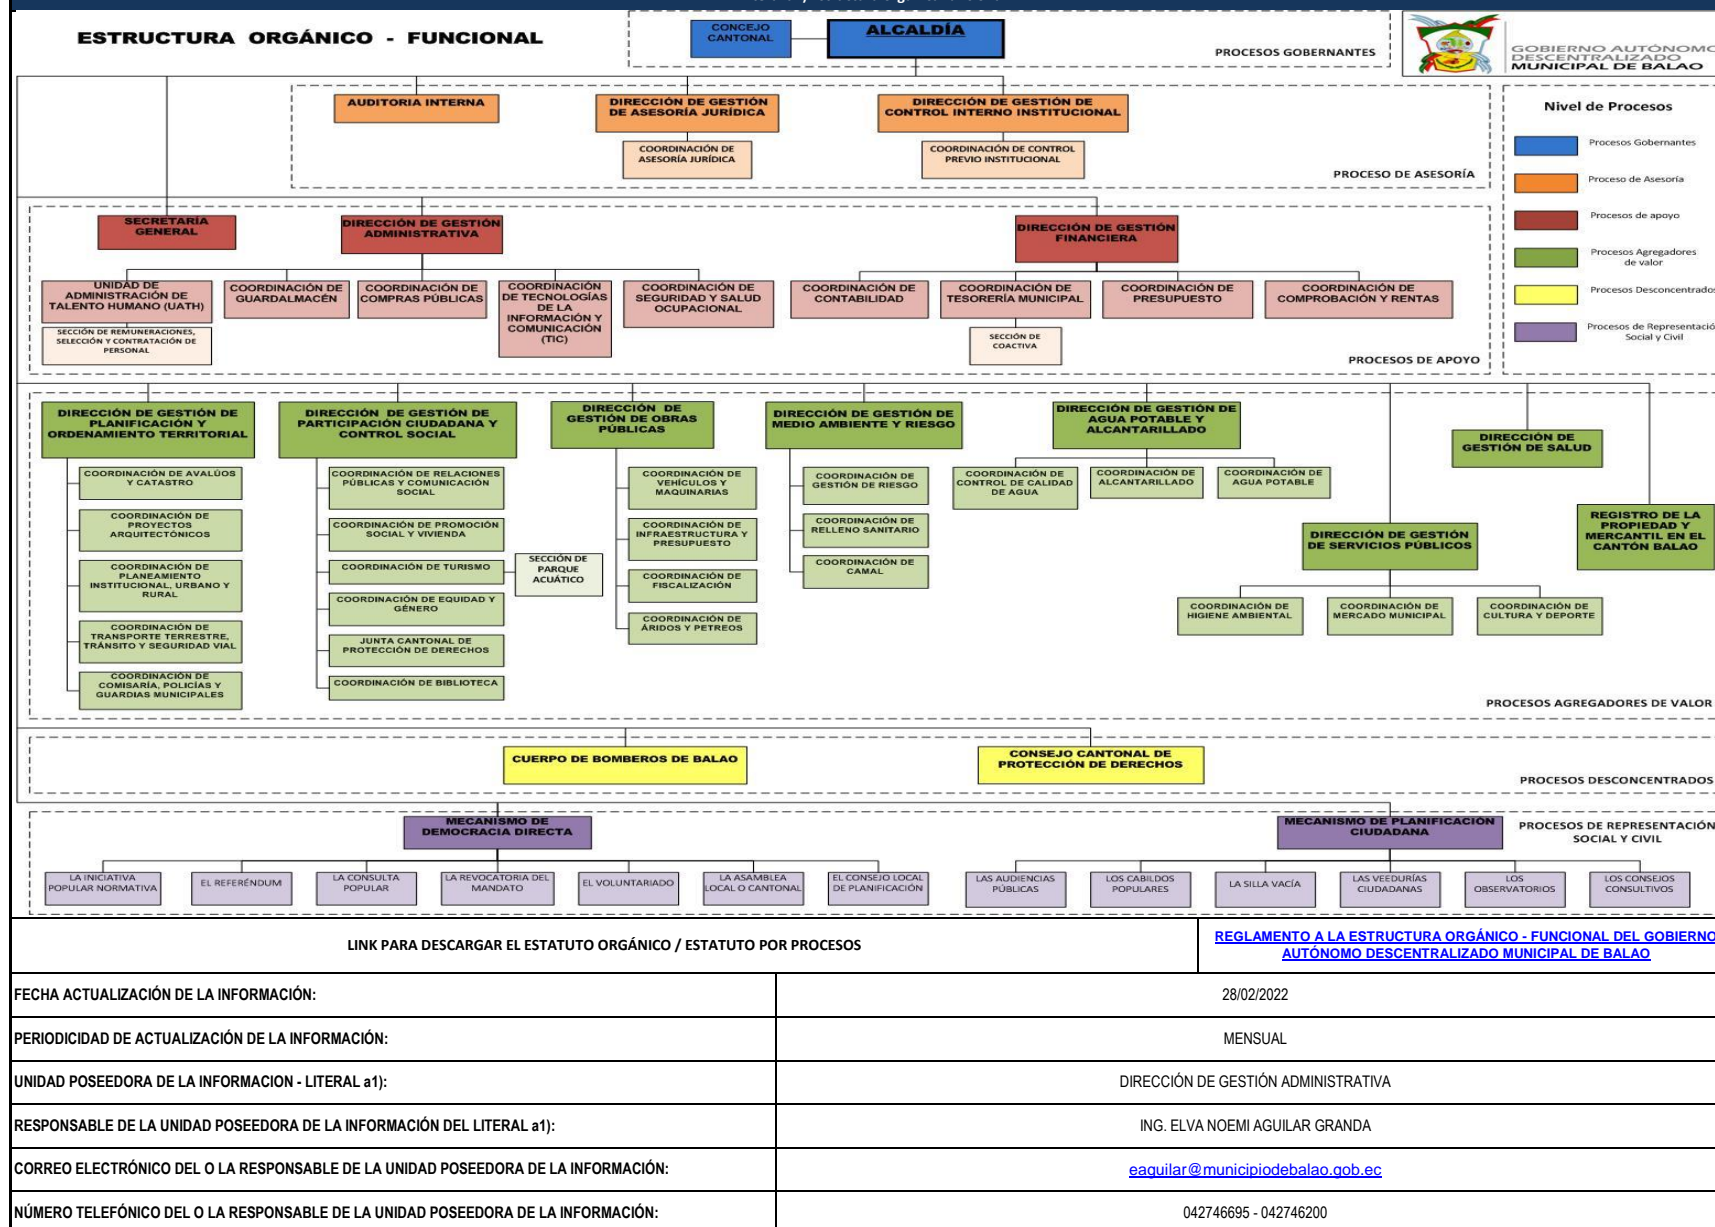 ESTRUCTURA ORGÁNICO - FUNCIONAL
CONCEJO
CANTONAL
ALCALDÍA
PROCESOS GOBERNANTES
GOBIERNO AUTÓNOMO
DESCENTRALIZADO
MUNICIPAL DE BALAO
AUDITORIA INTERNA
DIRECCIÓN DE GESTIÓN
DE ASESORÍA JURÍDICA
DIRECCIÓN DE GESTIÓN DE
CONTROL INTERNO INSTITUCIONAL
COORDINACIÓN DE
ASESORÍA JURÍDICA
COORDINACIÓN DE CONTROL
PREVIO INSTITUCIONAL
PROCESO DE ASESORÍA
Nivel de Procesos
Procesos Gobernantes
Proceso de Asesoría
Procesos de apoyo
Procesos Agregadores
de valor
Procesos Desconcentrados
Procesos de Representació
Social y Civil
SECRETARÍA
GENERAL
DIRECCIÓN DE GESTIÓN
ADMINISTRATIVA
DIRECCIÓN DE GESTIÓN
FINANCIERA
UNIDAD DE
ADMINISTRACIÓN DE
TALENTO HUMANO (UATH)
SECCIÓN DE REMUNERACIONES,
SELECCIÓN Y CONTRATACIÓN DE
PERSONAL
COORDINACIÓN DE
GUARDALMACÉN
COORDINACIÓN DE
COMPRAS PÚBLICAS
COORDINACIÓN
DE TECNOLOGÍAS
DE LA
INFORMACIÓN Y
COMUNICACIÓN
(TIC)
COORDINACIÓN DE
SEGURIDAD Y SALUD
OCUPACIONAL
COORDINACIÓN DE
CONTABILIDAD
COORDINACIÓN DE
TESORERÍA MUNICIPAL
SECCIÓN DE
COACTIVA
COORDINACIÓN DE
PRESUPUESTO
COORDINACIÓN DE
COMPROBACIÓN Y RENTAS
PROCESOS DE APOYO
DIRECCIÓN DE GESTIÓN DE
PLANIFICACIÓN Y
ORDENAMIENTO TERRITORIAL
COORDINACIÓN DE AVALÚOS
Y CATASTRO
COORDINACIÓN DE
PROYECTOS
ARQUITECTÓNICOS
COORDINACIÓN DE
PLANEAMIENTO
INSTITUCIONAL, URBANO Y
RURAL
COORDINACIÓN DE
TRANSPORTE TERRESTRE,
TRÁNSITO Y SEGURIDAD VIAL
COORDINACIÓN DE
COMISARÍA, POLICÍAS Y
GUARDIAS MUNICIPALES
DIRECCIÓN DE GESTIÓN DE
PARTICIPACIÓN CIUDADANA Y
CONTROL SOCIAL
COORDINACIÓN DE RELACIONES
PÚBLICAS Y COMUNICACIÓN
SOCIAL
COORDINACIÓN DE PROMOCIÓN
SOCIAL Y VIVIENDA
COORDINACIÓN DE TURISMO
SECCIÓN DE
PARQUE
ACUÁTICO
COORDINACIÓN DE EQUIDAD Y
GÉNERO
JUNTA CANTONAL DE
PROTECCIÓN DE DERECHOS
COORDINACIÓN DE BIBLIOTECA
DIRECCIÓN DE
GESTIÓN DE OBRAS
PÚBLICAS
COORDINACIÓN DE
VEHÍCULOS Y
MAQUINARIAS
COORDINACIÓN DE
INFRAESTRUCTURA Y
PRESUPUESTO
COORDINACIÓN DE
FISCALIZACIÓN
COORDINACIÓN DE
ÁRIDOS Y PETREOS
DIRECCIÓN DE GESTIÓN DE
MEDIO AMBIENTE Y RIESGO
COORDINACIÓN DE
GESTIÓN DE RIESGO
COORDINACIÓN DE
RELLENO SANITARIO
COORDINACIÓN DE
CAMAL
DIRECCIÓN DE GESTIÓN DE
AGUA POTABLE Y
ALCANTARILLADO
COORDINACIÓN DE
CONTROL DE CALIDAD
DE AGUA
COORDINACIÓN DE
ALCANTARILLADO
COORDINACIÓN DE
AGUA POTABLE
DIRECCIÓN DE
GESTIÓN DE SALUD
DIRECCIÓN DE GESTIÓN
DE SERVICIOS PÚBLICOS
REGISTRO DE LA
PROPIEDAD Y
MERCANTIL EN EL
CANTÓN BALAO
COORDINACIÓN DE
HIGIENE AMBIENTAL
COORDINACIÓN DE
MERCADO MUNICIPAL
COORDINACIÓN DE
CULTURA Y DEPORTE
PROCESOS AGREGADORES DE VALOR
CUERPO DE BOMBEROS DE BALAO
CONSEJO CANTONAL DE
PROTECCIÓN DE DERECHOS
PROCESOS DESCONCENTRADOS
MECANISMO DE
DEMOCRACIA DIRECTA
MECANISMO DE PLANIFICACIÓN
CIUDADANA
PROCESOS DE REPRESENTACIÓN
SOCIAL Y CIVIL
LA INICIATIVA
POPULAR NORMATIVA
EL REFERÉNDUM
LA CONSULTA
POPULAR
LA REVOCATORIA DEL
MANDATO
EL VOLUNTARIADO
LA ASAMBLEA
LOCAL O CANTONAL
EL CONSEJO LOCAL
DE PLANIFICACIÓN
LAS AUDIENCIAS
PÚBLICAS
LOS CABILDOS
POPULARES
LA SILLA VACÍA
LAS VEEDURÍAS
CIUDADANAS
LOS
OBSERVATORIOS
LOS CONSEJOS
CONSULTIVOS
LINK PARA DESCARGAR EL ESTATUTO ORGÁNICO / ESTATUTO POR PROCESOS
REGLAMENTO A LA ESTRUCTURA ORGÁNICO - FUNCIONAL DEL GOBIERNO
AUTÓNOMO DESCENTRALIZADO MUNICIPAL DE BALAO
FECHA ACTUALIZACIÓN DE LA INFORMACIÓN:
28/02/2022
PERIODICIDAD DE ACTUALIZACIÓN DE LA INFORMACIÓN:
MENSUAL
UNIDAD POSEEDORA DE LA INFORMACION - LITERAL a1):
DIRECCIÓN DE GESTIÓN ADMINISTRATIVA
RESPONSABLE DE LA UNIDAD POSEEDORA DE LA INFORMACIÓN DEL LITERAL a1):
ING. ELVA NOEMI AGUILAR GRANDA
CORREO ELECTRÓNICO DEL O LA RESPONSABLE DE LA UNIDAD POSEEDORA DE LA INFORMACIÓN:
eaguilar@municipiodebalao.gob.ec
NÚMERO TELEFÓNICO DEL O LA RESPONSABLE DE LA UNIDAD POSEEDORA DE LA INFORMACIÓN:
042746695 - 042746200